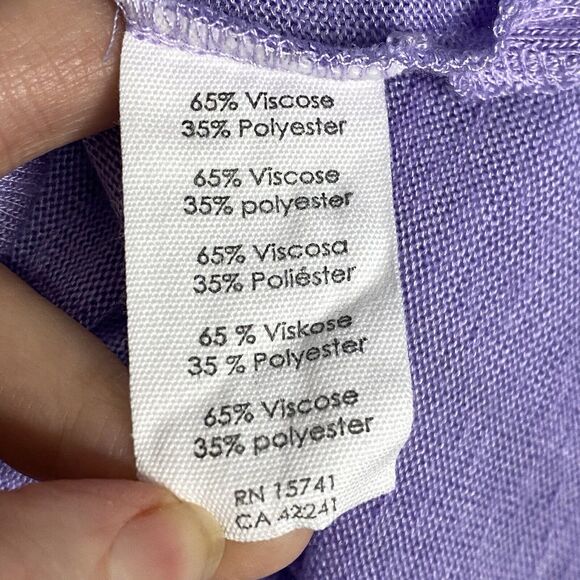 65% Viscose
35% Polyester
65% Viscose
35% polyester
65% Viscosa
35% Poliéster
65 % Viskose
35 % Polyester
65% Viscose
35% polyester
RN 15741
CA 42241